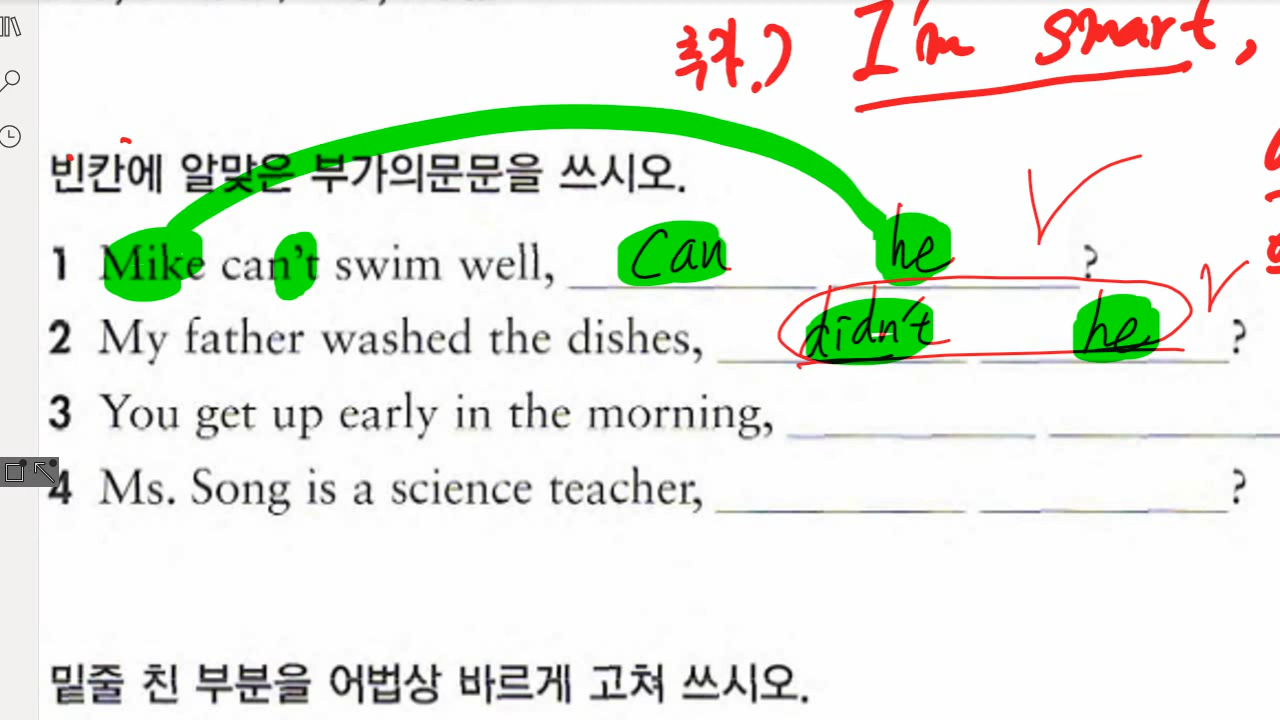 추가.) I'm smart,
빈칸에 알맞은 부가의문문을 쓰시오.
1 Mike can't swim well, Can he ?
2 My father washed the dishes, didn't he ?
3 You get up early in the morning,
4 Ms. Song is a science teacher, ?
밑줄 친 부분을 어법상 바르게 고쳐 쓰시오.